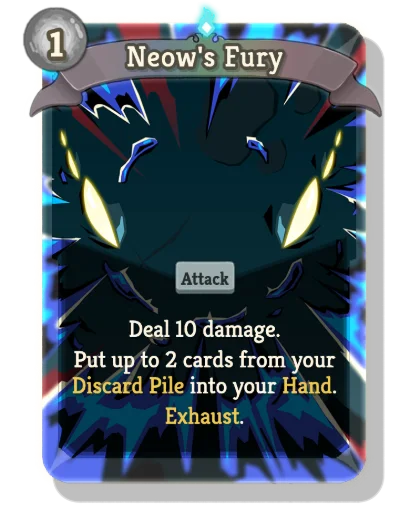 1
Neow's Fury
Attack
Deal 10 damage.
Put up to 2 cards from your
Discard Pile into your Hand.
Exhaust.